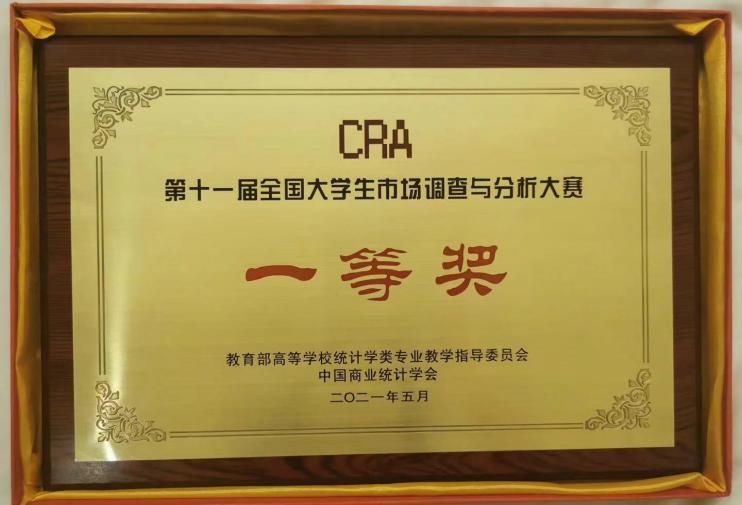 CRA
第十一届全国大学生市场调查与分析大赛
一等奖
教育部高等学校统计学类专业教学指导委员会
中国商业统计学会
二〇二一年五月